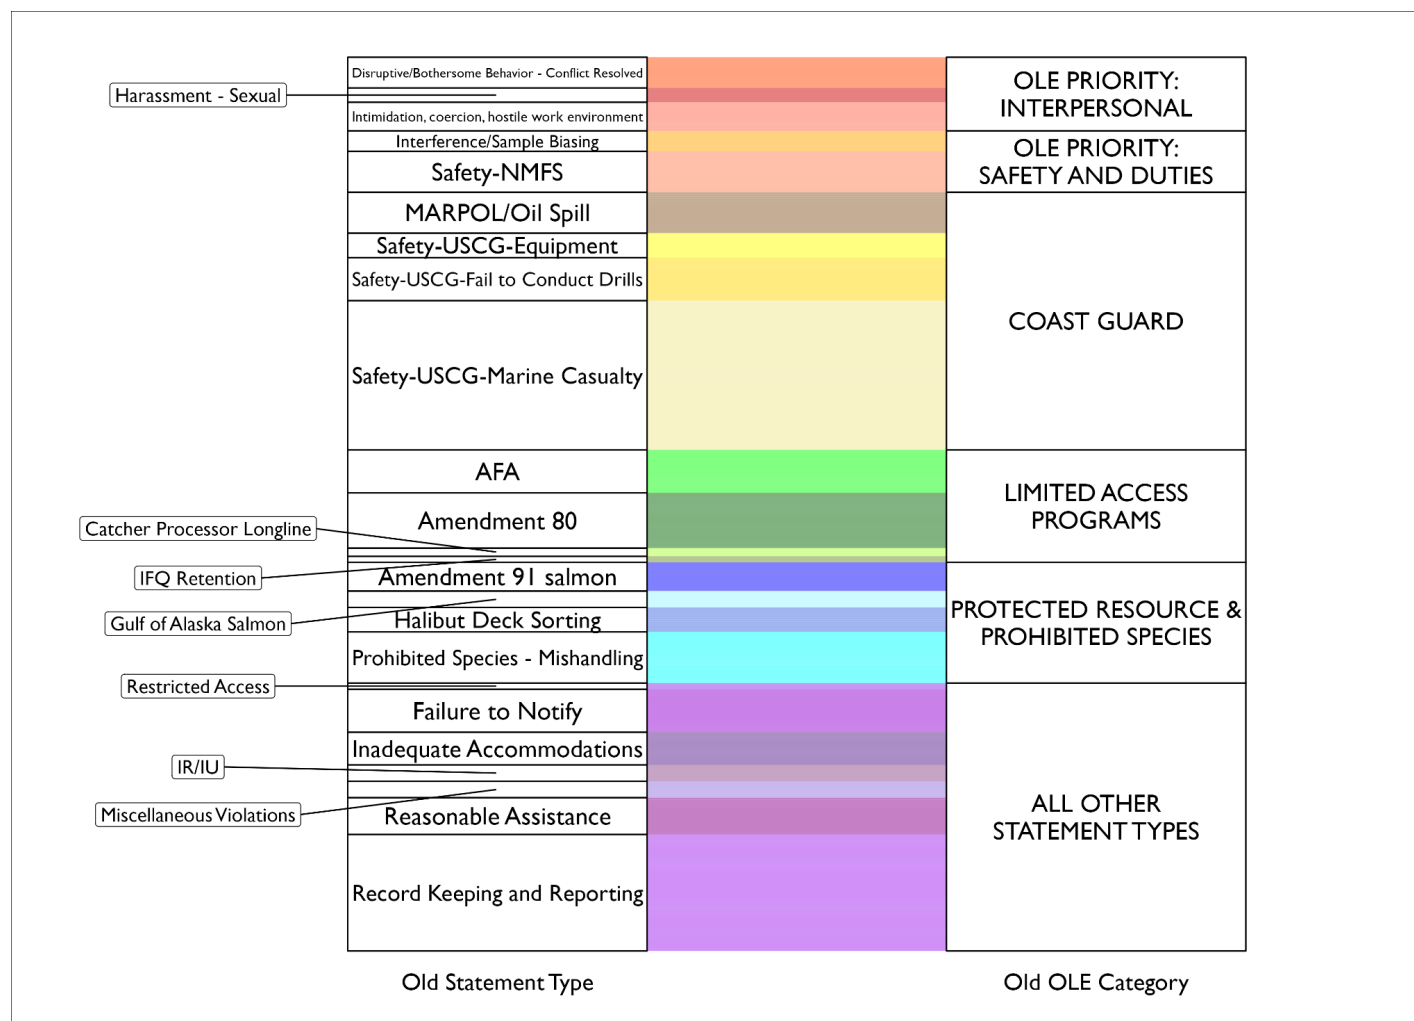 Disruptive/Bothersome Behavior - Conflict Resolved
Harassment - Sexual
Intimidation, coercion, hostile work environment
OLE PRIORITY:
INTERPERSONAL
Interference/Sample Biasing
Safety-NMFS
OLE PRIORITY:
SAFETY AND DUTIES
MARPOL/Oil Spill
Safety-USCG-Equipment
Safety-USCG-Fail to Conduct Drills
Safety-USCG-Marine Casualty
COAST GUARD
AFA
Amendment 80
Catcher Processor Longline
IFQ Retention
LIMITED ACCESS
PROGRAMS
Amendment 91 salmon
Gulf of Alaska Salmon
Halibut Deck Sorting
Prohibited Species - Mishandling
PROTECTED RESOURCE &
PROHIBITED SPECIES
Restricted Access
Failure to Notify
Inadequate Accommodations
IR/IU
Miscellaneous Violations
Reasonable Assistance
Record Keeping and Reporting
ALL OTHER
STATEMENT TYPES
Old Statement Type
Old OLE Category